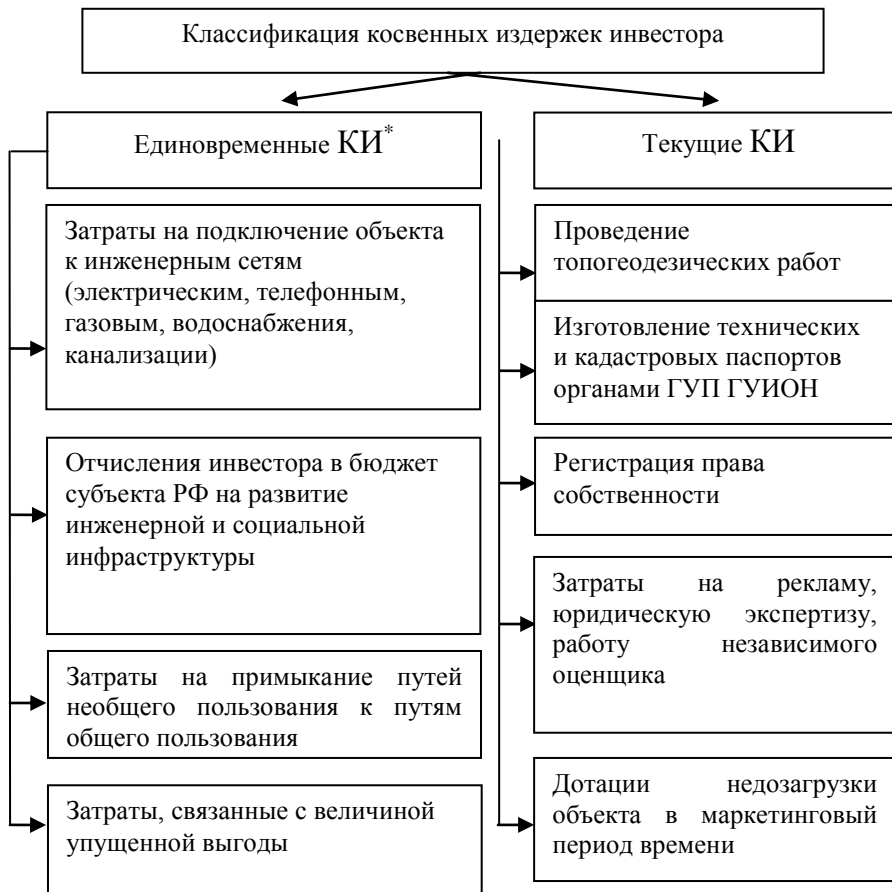 Классификация косвенных издержек инвестора
Единовременные КИ*
Затраты на подключение объекта
к инженерным сетям
(электрическим, телефонным,
газовым, водоснабжения,
канализации)
Отчисления инвестора в бюджет
субъекта РФ на развитие
инженерной и социальной
инфраструктуры
Затраты на примыкание путей
необщего пользования к путям
общего пользования
Затраты, связанные с величиной
упущенной выгоды
Текущие КИ
Проведение
топогеодезических работ
Изготовление технических
и кадастровых паспортов
органами ГУП ГУИОН
Регистрация права
собственности
Затраты на рекламу,
юридическую экспертизу,
работу независимого
оценщика
Дотации недозагрузки
объекта в маркетинговый
период времени